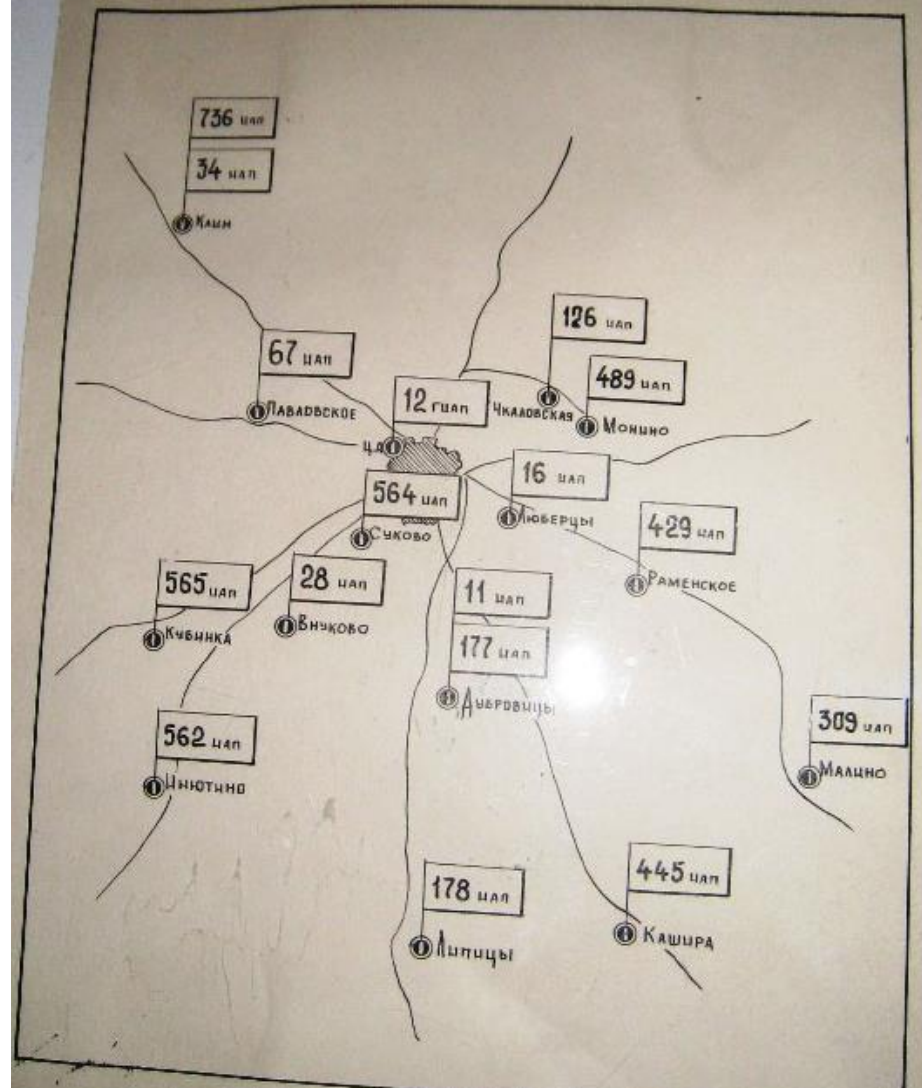 736 ИАП
34 ИАП
Клин
126 ИАП
67 ИАП
489 ИАП
12 ГИАП
Чкаловская
Павловское
Монино
ЦА
16 ИАП
564 ИАП
Люберцы
429 ИАП
Суково
Раменское
565 ИАП
28 ИАП
11 ИАП
Кубинка
Внуково
177 ИАП
Дубровицы
562 ИАП
309 ИАП
Инютино
Малино
178 ИАП
445 ИАП
Липицы
Кашира